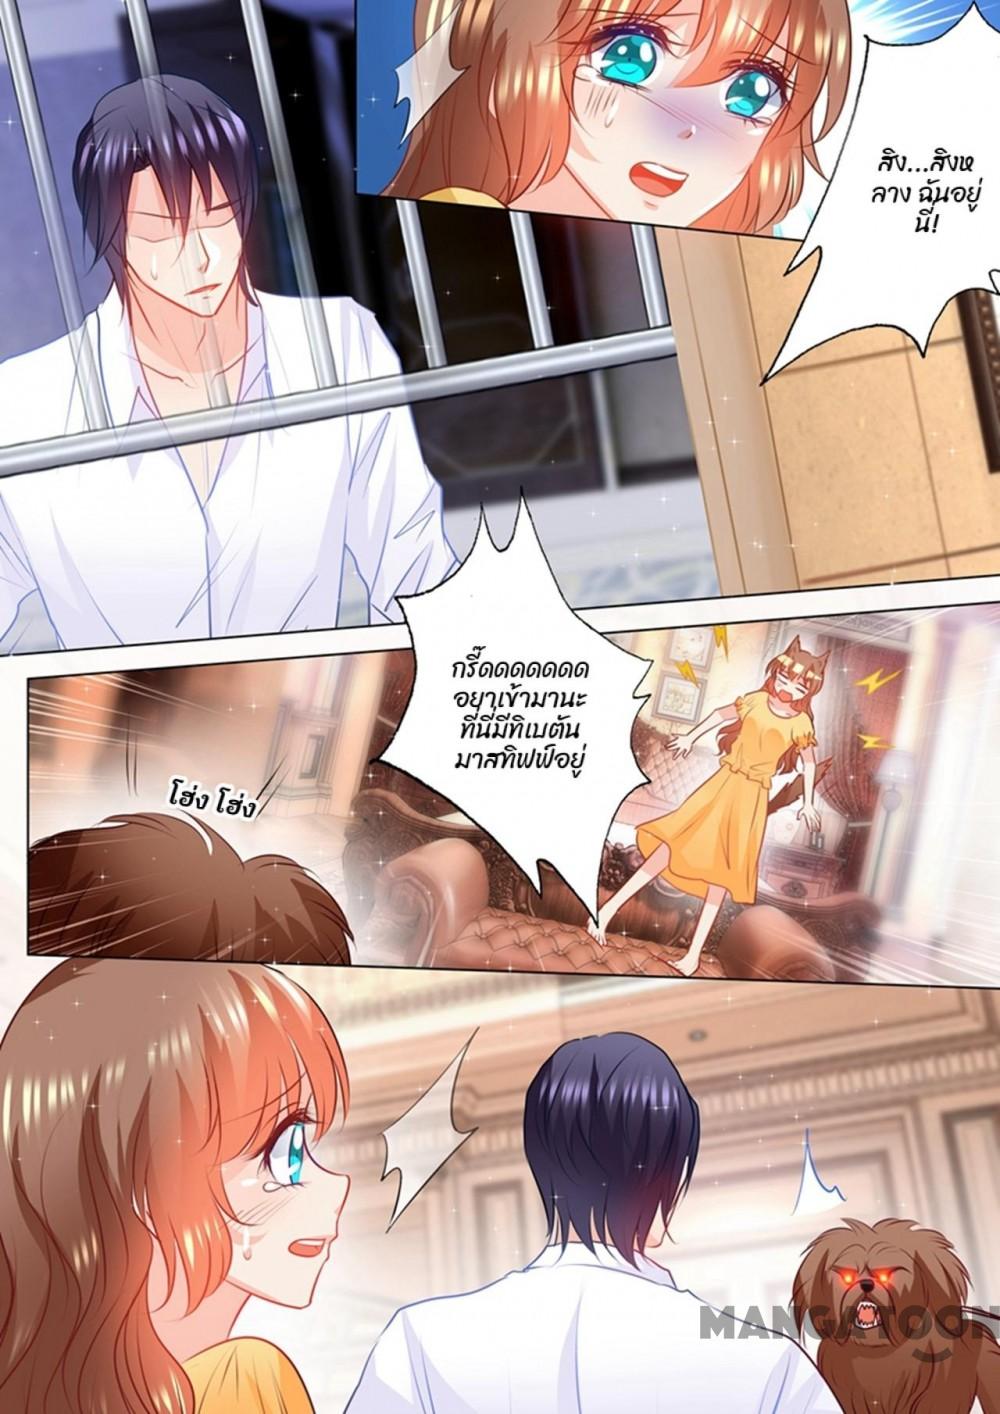 สิง...สิงห
ลาง ฉันอยู่
นี่!
กรี๊ดดดดดดด
อยาเข้ามานะ
ที่นี่มีทิเบตัน
มาสทิฟฟ์อยู่
โฮ่ง โฮ่ง
MANGATOON